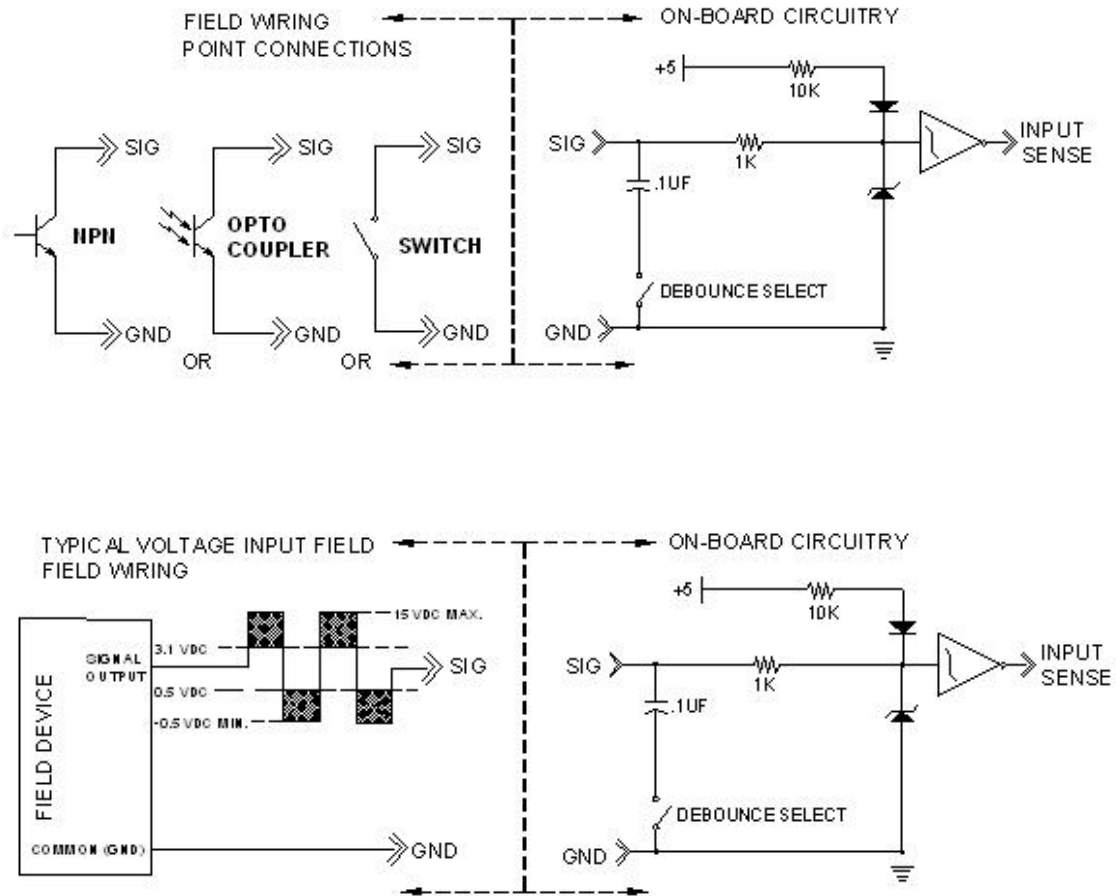 FIELD WIRING
POINT CONNECTIONS
ON-BOARD CIRCUITRY
+5
10K
SIG
SIG
SIG
SIG
1K
INPUT
SENSE
.1UF
NPN
OPTO
COUPLER
SWITCH
DEBOUNCE SELECT
GND
GND
GND
GND
OR
OR
TYPICAL VOLTAGE INPUT FIELD
FIELD WIRING
ON-BOARD CIRCUITRY
+5
10K
15 VDC MAX.
3.1 VDC
SIGNAL
OUTPUT
SIG
SIG
1K
INPUT
SENSE
0.5 VDC
-0.5 VDC MIN.
.1UF
FIELD DEVICE
DEBOUNCE SELECT
COMMON (GND)
GND
GND